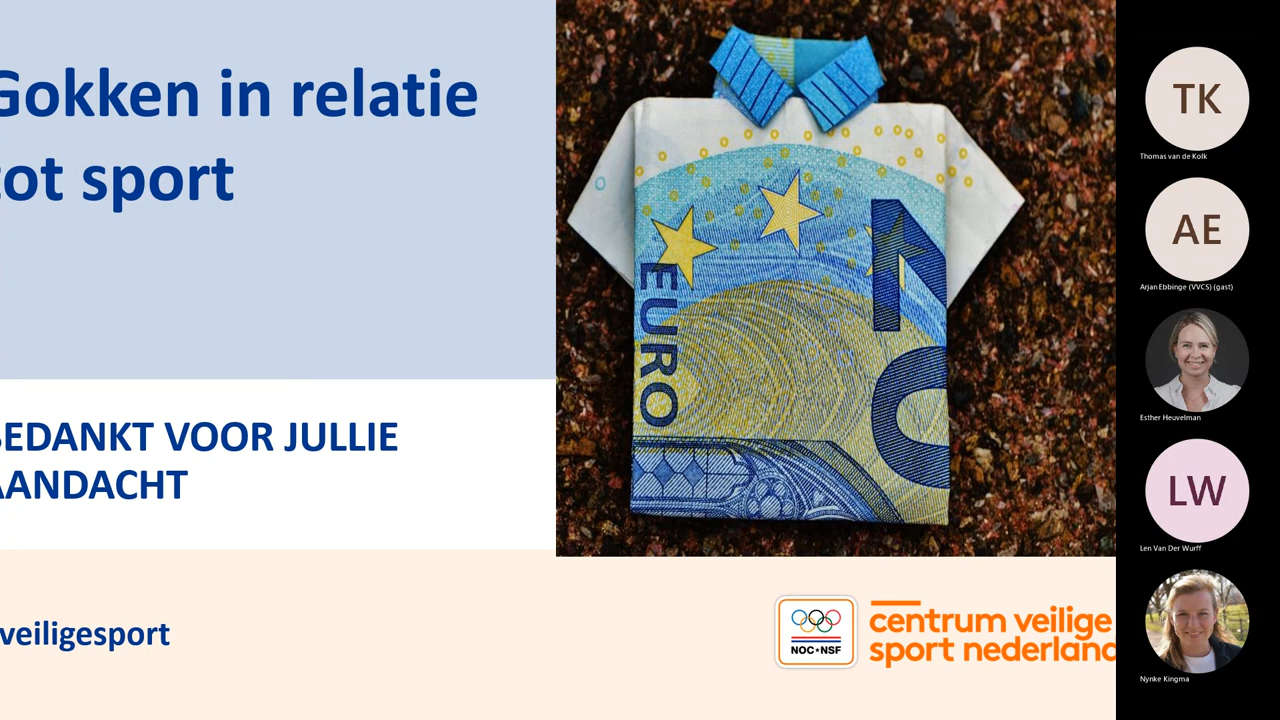 Gokken in relatie
tot sport
BEDANKT VOOR JULLIE
AANDACHT
veiligesport
NOC★NSF
centrum veilige
sport nederland
EURO
10
TK
Thomas van de Kolk
AE
Arjan Ebbinge (VVCS) (gast)
Esther Heuvelman
LW
Len Van Der Wurff
Nynke Kingma